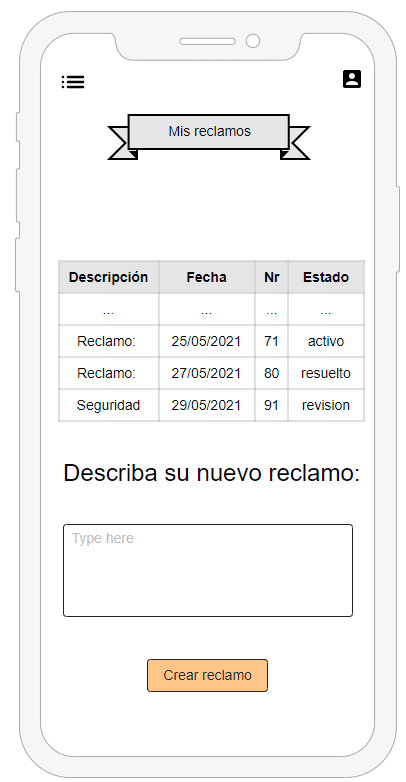 Mis reclamos
Descripción Fecha Nr Estado
... ... ... ...
Reclamo: 25/05/2021 71 activo
Reclamo: 27/05/2021 80 resuelto
Seguridad 29/05/2021 91 revision
Describa su nuevo reclamo:
Type here
Crear reclamo